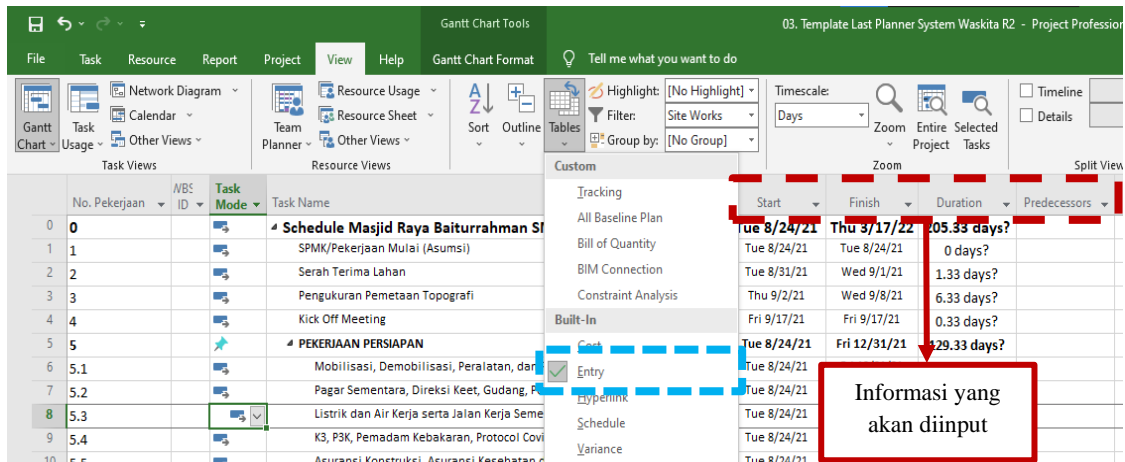 Gantt Chart Tools 03. Template Last Planner System Waskita R2 - Project Profession
File Task Resource Report Project View Help Gantt Chart Format Tell me what you want to do
Gantt Chart
Task Usage
Network Diagram
Calendar
Other Views
Task Views
Team Planner
Resource Usage
Resource Sheet
Other Views
Resource Views
Sort Outline Tables
Highlight: [No Highlight]
Filter: Site Works
Group by: [No Group]
Timescale:
Days
Zoom Entire Project Selected Tasks
Zoom
Timeline
Details
Split View
Custom
Tracking
All Baseline Plan
Bill of Quantity
BIM Connection
Constraint Analysis
Built-In
Cost
Entry
Hyperlink
Schedule
Variance
No. Pekerjaan WBS ID Task Mode Task Name Start Finish Duration Predecessors
0 0 Schedule Masjid Raya Baiturrahman Tue 8/24/21 Thu 3/17/22 205.33 days?
1 1 SPMK/Pekerjaan Mulai (Asumsi) Tue 8/24/21 Tue 8/24/21 0 days?
2 2 Serah Terima Lahan Tue 8/31/21 Wed 9/1/21 1.33 days?
3 3 Pengukuran Pemetaan Topografi Thu 9/2/21 Wed 9/8/21 6.33 days?
4 4 Kick Off Meeting Fri 9/17/21 Fri 9/17/21 0.33 days?
5 5 PEKERJAAN PERSIAPAN Tue 8/24/21 Fri 12/31/21 129.33 days?
6 5.1 Mobilisasi, Demobilisasi, Peralatan, dan Tue 8/24/21
7 5.2 Pagar Sementara, Direksi Keet, Gudang, Tue 8/24/21
8 5.3 Listrik dan Air Kerja serta Jalan Kerja Seme Tue 8/24/21
9 5.4 K3, P3K, Pemadam Kebakaran, Protocol Covi Tue 8/24/21
10 5.5 Asuransi Konstruksi, Asuransi Kesehatan Tue 8/24/21
Informasi yang
akan diinput